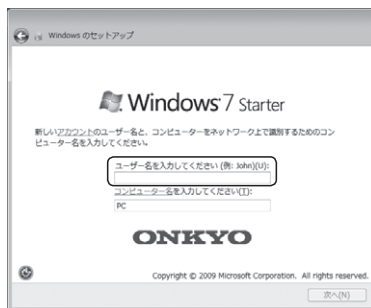 Windows のセットアップ
Windows 7 Starter
新しいアカウントのユーザー名と、コンピューターをネットワーク上で識別するためのコン
ピューター名を入力してください。
ユーザー名を入力してください (例: John)(U):
コンピューター名を入力してください(T):
PC
ONKYO
Copyright © 2009 Microsoft Corporation. All rights reserved.
次へ(N)